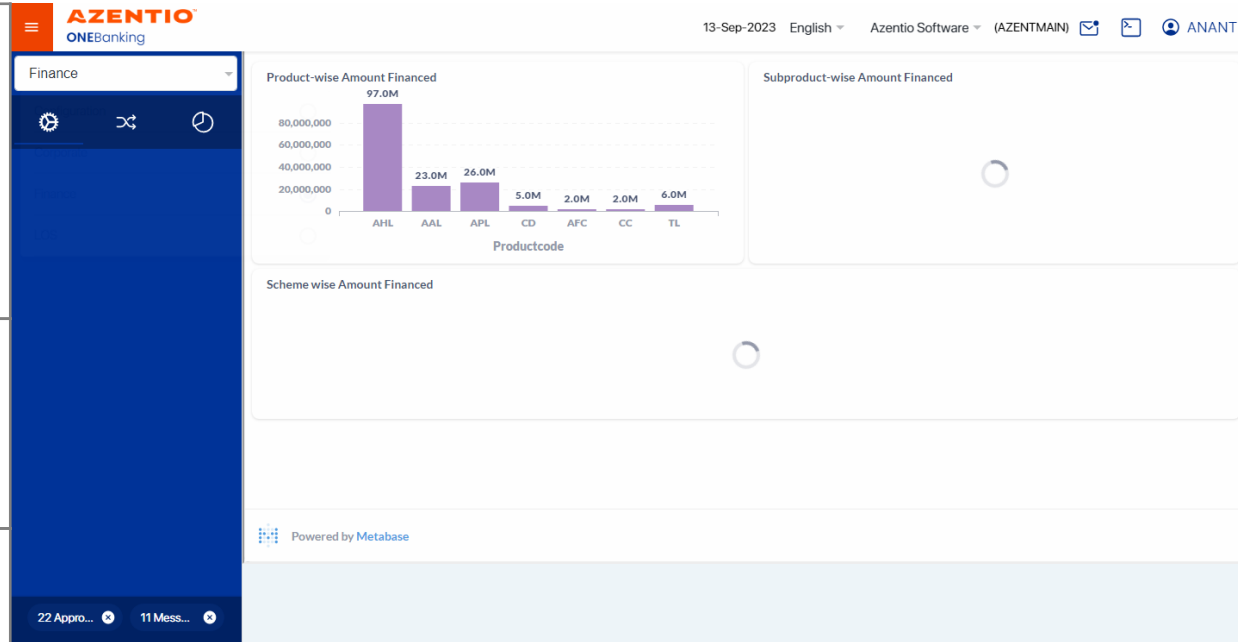 AZENTIO™
ONEBanking
13-Sep-2023 English Azentio Software (AZENTMAIN) ANANT
Finance
Product-wise Amount Financed
97.0M
80,000,000
60,000,000
40,000,000
20,000,000
0
23.0M
26.0M
5.0M
2.0M
2.0M
6.0M
AHL AAL APL CD AFC CC TL
Productcode
Subproduct-wise Amount Financed
Scheme wise Amount Financed
Powered by Metabase
22 Appro... 11 Mess...